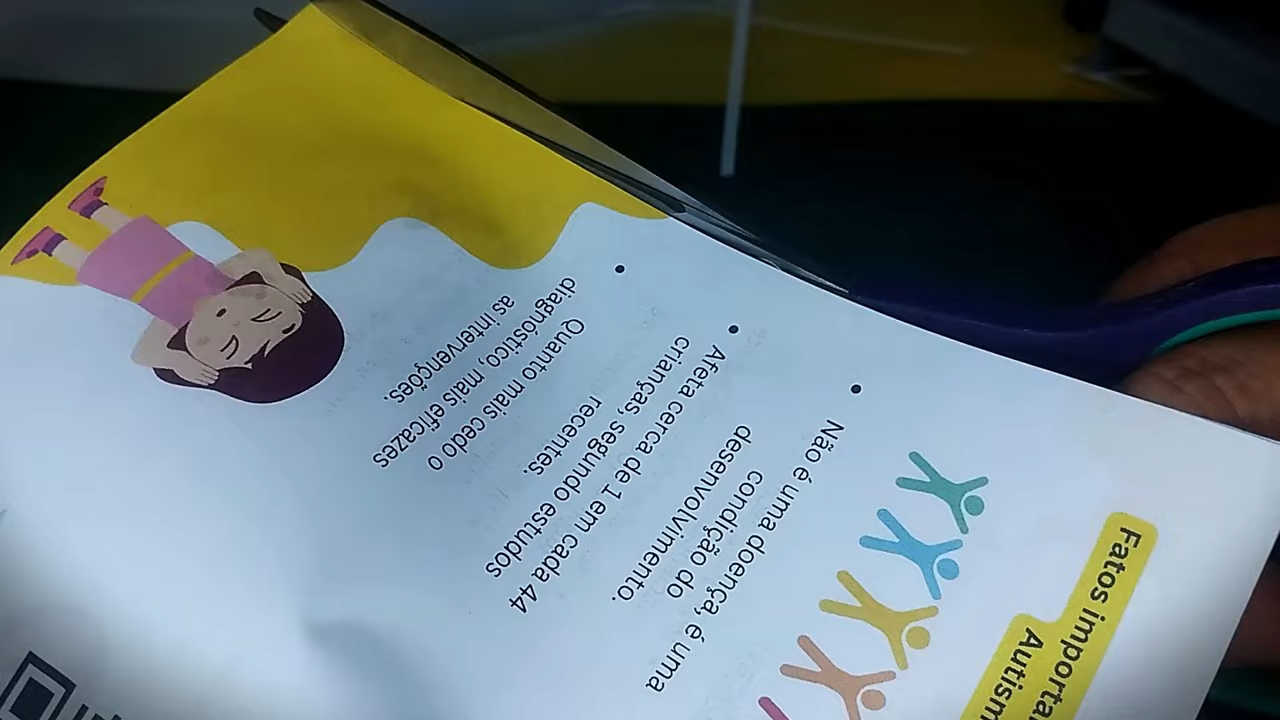 Fatos importa
Autism
Não é uma doença, é uma
condição do
desenvolvimento.
Afeta cerca de 1 em cada 44
crianças, segundo estudos
recentes.
Quanto mais cedo o
diagnóstico, mais eficazes
as intervenções.